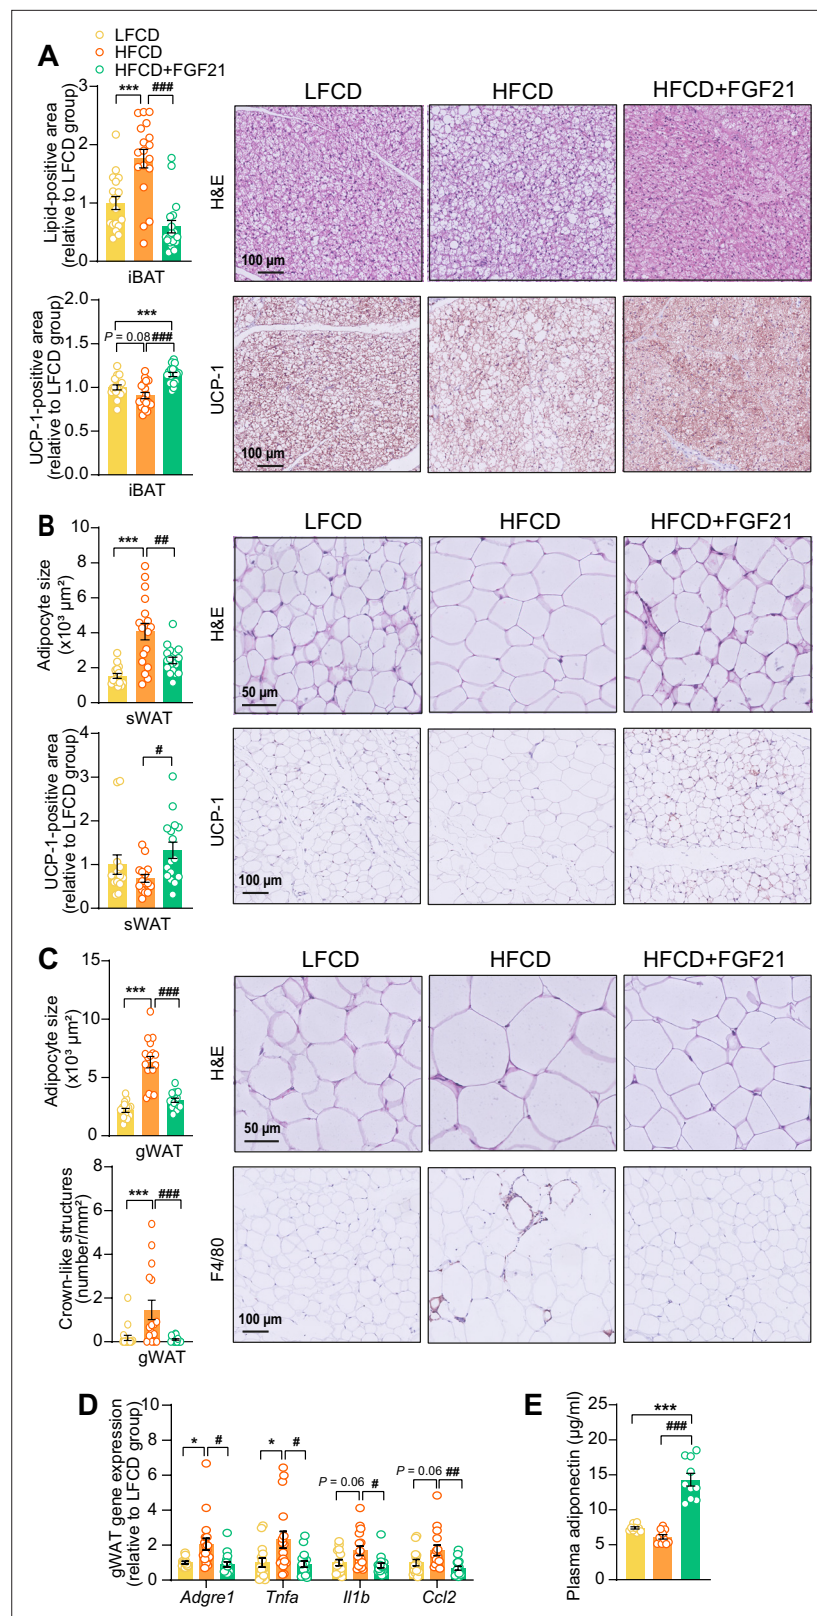 LFCD
HFCD
HFCD+FGF21
A
Lipid-positive area
(relative to LFCD group)
3
2
1
0
***
###
iBAT
LFCD
HFCD
HFCD+FGF21
H&E
100 µm
UCP-1-positive area
(relative to LFCD group)
2.0
1.5
1.0
0.5
0.0
***
P = 0.08
###
iBAT
UCP-1
100 µm
B
Adipocyte size
(x10³ µm²)
10
8
6
4
2
0
***
##
sWAT
LFCD
HFCD
HFCD+FGF21
H&E
50 µm
UCP-1-positive area
(relative to LFCD group)
4
3
2
1
0
#
sWAT
UCP-1
100 µm
C
Adipocyte size
(x10³ µm²)
15
10
5
0
***
###
gWAT
LFCD
HFCD
HFCD+FGF21
H&E
50 µm
Crown-like structures
(number/mm²)
8
6
4
2
0
***
###
gWAT
F4/80
100 µm
D
gWAT gene expression
(relative to LFCD group)
10
8
6
4
2
0
*
#
*
#
P = 0.06
#
P = 0.06
##
Adgre1
Tnfa
Il1b
Ccl2
E
Plasma adiponectin (µg/ml)
25
20
15
10
5
0
***
###